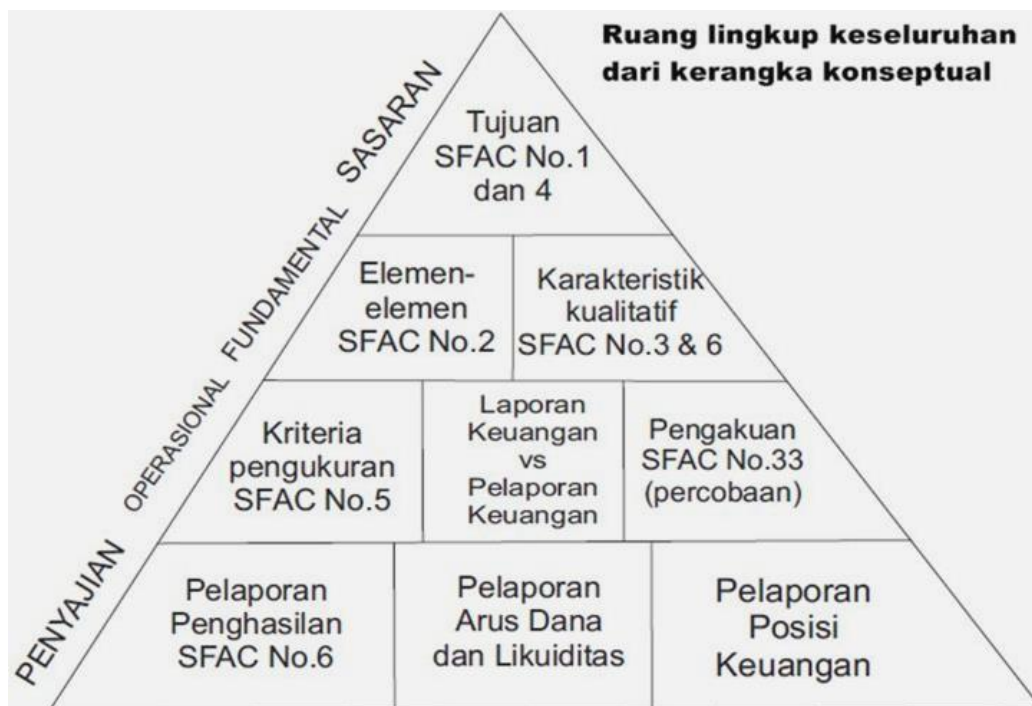 Ruang lingkup keseluruhan
dari kerangka konseptual
SASARAN
Tujuan
SFAC No.1
dan 4
FUNDAMENTAL
Elemen-
elemen
SFAC No.2
Karakteristik
kualitatif
SFAC No.3 & 6
OPERASIONAL
Kriteria
pengukuran
SFAC No.5
Laporan
Keuangan
vs
Pelaporan
Keuangan
Pengakuan
SFAC No.33
(percobaan)
PENYAJIAN
Pelaporan
Penghasilan
SFAC No.6
Pelaporan
Arus Dana
dan Likuiditas
Pelaporan
Posisi
Keuangan